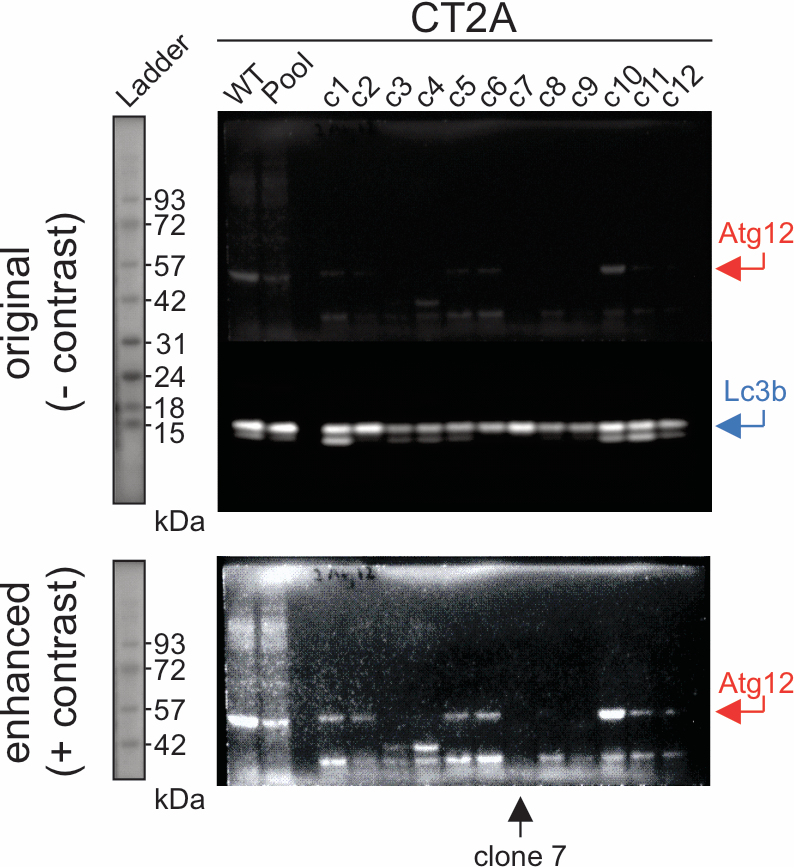 CT2A
Ladder
WT Pool c1 c2 c3 c4 c5 c6 c7 c8 c9 c10 c11 c12
original
(- contrast)
93
72
57
42
31
24
18
15
kDa
Atg12
Lc3b
enhanced
(+ contrast)
93
72
57
42
kDa
Atg12
clone 7